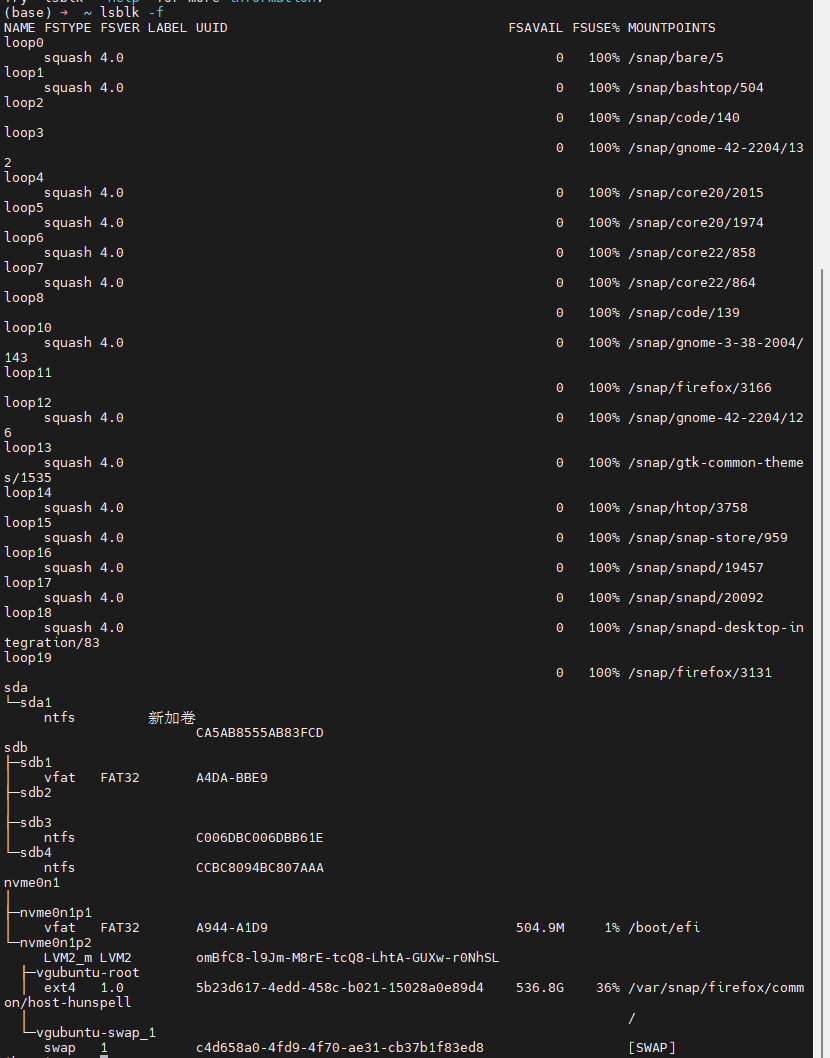 (base) ➜  ~ lsblk -f
NAME FSTYPE FSVER LABEL UUID                                   FSAVAIL FSUSE% MOUNTPOINTS
loop0
     squash 4.0                                                      0   100% /snap/bare/5
loop1
     squash 4.0                                                      0   100% /snap/bashtop/504
loop2
                                                                     0   100% /snap/code/140
loop3
                                                                     0   100% /snap/gnome-42-2204/13
2
loop4
     squash 4.0                                                      0   100% /snap/core20/2015
loop5
     squash 4.0                                                      0   100% /snap/core20/1974
loop6
     squash 4.0                                                      0   100% /snap/core22/858
loop7
     squash 4.0                                                      0   100% /snap/core22/864
loop8
                                                                     0   100% /snap/code/139
loop10
     squash 4.0                                                      0   100% /snap/gnome-3-38-2004/
143
loop11
                                                                     0   100% /snap/firefox/3166
loop12
     squash 4.0                                                      0   100% /snap/gnome-42-2204/12
6
loop13
     squash 4.0                                                      0   100% /snap/gtk-common-theme
s/1535
loop14
     squash 4.0                                                      0   100% /snap/htop/3758
loop15
     squash 4.0                                                      0   100% /snap/snap-store/959
loop16
     squash 4.0                                                      0   100% /snap/snapd/19457
loop17
     squash 4.0                                                      0   100% /snap/snapd/20092
loop18
     squash 4.0                                                      0   100% /snap/snapd-desktop-in
tegration/83
loop19
                                                                     0   100% /snap/firefox/3131
sda
└─sda1
     ntfs         新加卷
                        CA5AB8555AB83FCD
sdb
├─sdb1
│    vfat   FAT32       A4DA-BBE9
├─sdb2
│
├─sdb3
│    ntfs               C006DBC006DBB61E
└─sdb4
     ntfs               CCBC8094BC807AAA
nvme0n1
│
├─nvme0n1p1
│    vfat   FAT32       A944-A1D9                               504.9M     1% /boot/efi
└─nvme0n1p2
     LVM2_m LVM2        omBfC8-l9Jm-M8rE-tcQ8-LhtA-GUXw-r0NhSL
  ├─vgubuntu-root
  │  ext4   1.0         5b23d617-4edd-458c-b021-15028a0e89d4    536.8G    36% /var/snap/firefox/comm
on/host-hunspell
  │                                                                           /
  └─vgubuntu-swap_1
     swap   1           c4d658a0-4fd9-4f70-ae31-cb37b1f83ed8                  [SWAP]